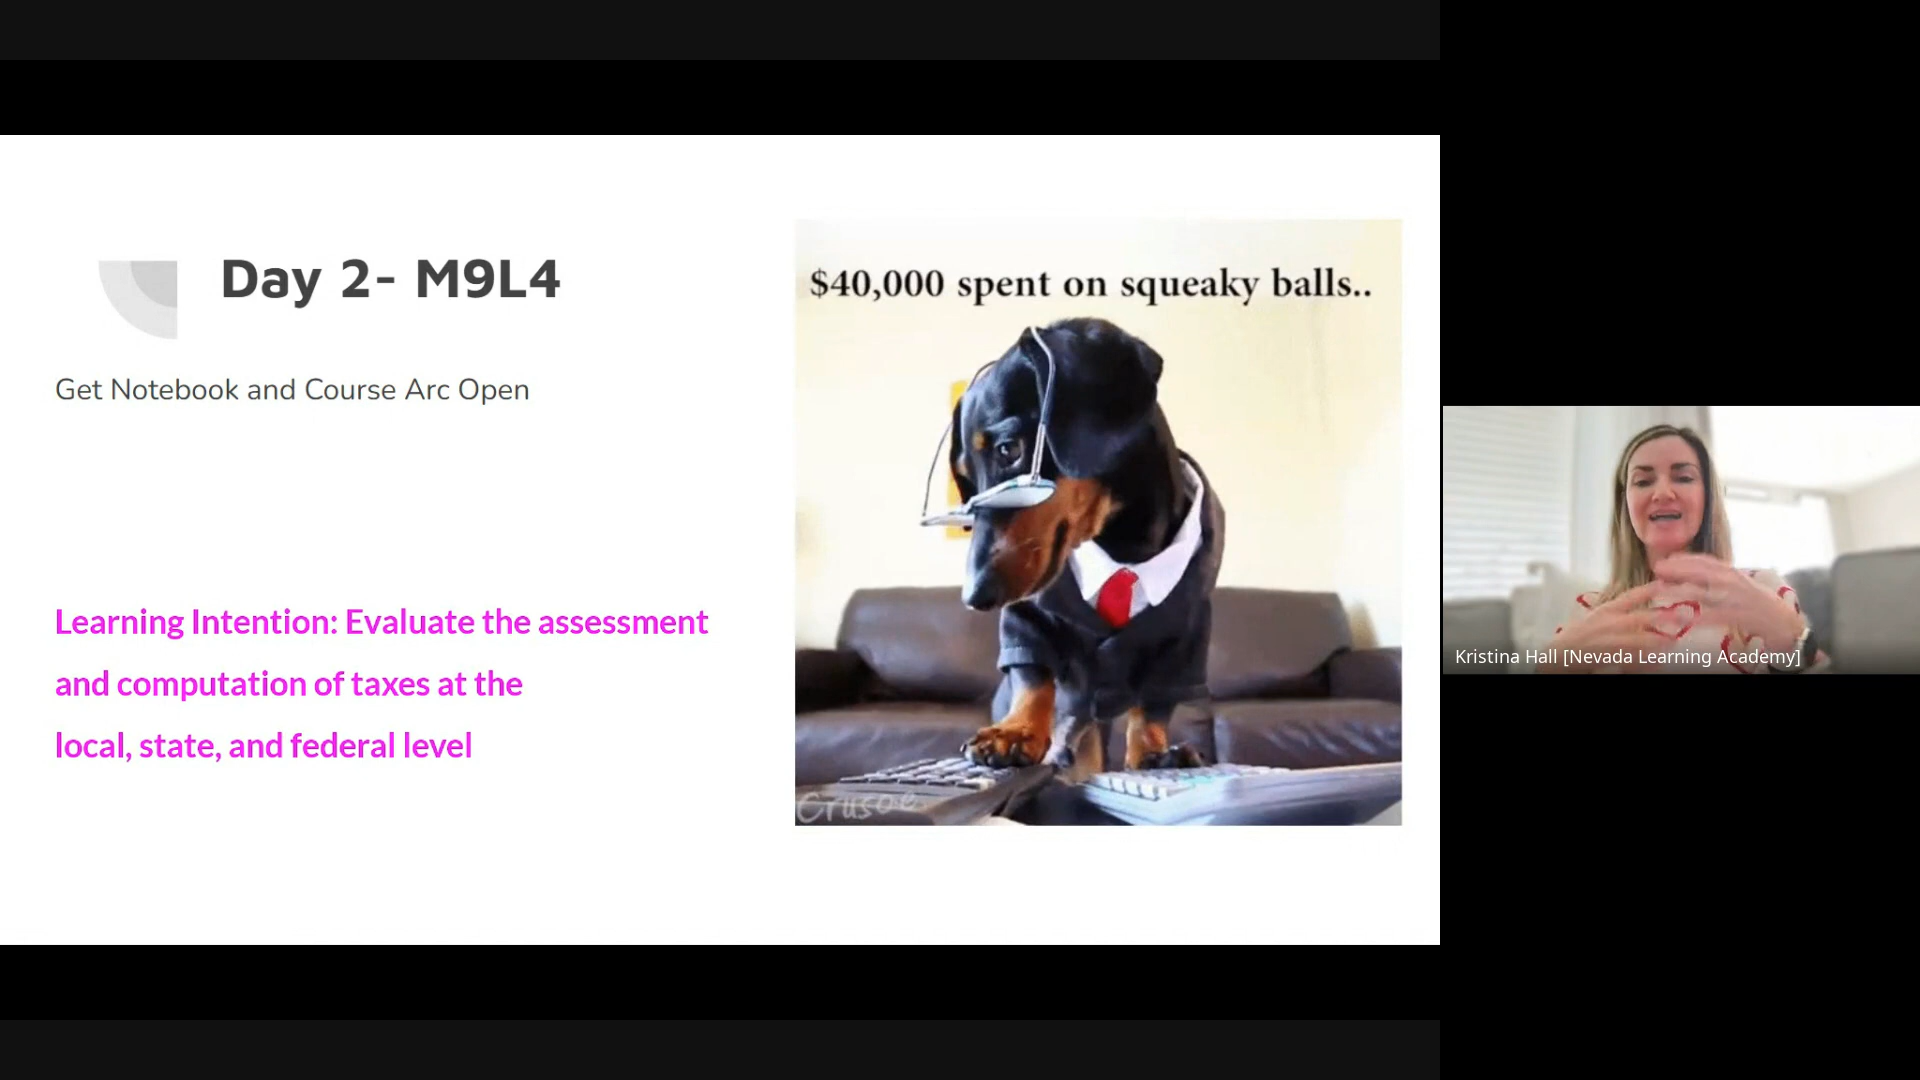 Day 2- M9L4
Get Notebook and Course Arc Open
Learning Intention: Evaluate the assessment
and computation of taxes at the
local, state, and federal level
$40,000 spent on squeaky balls..
Crusoe
Kristina Hall [Nevada Learning Academy]